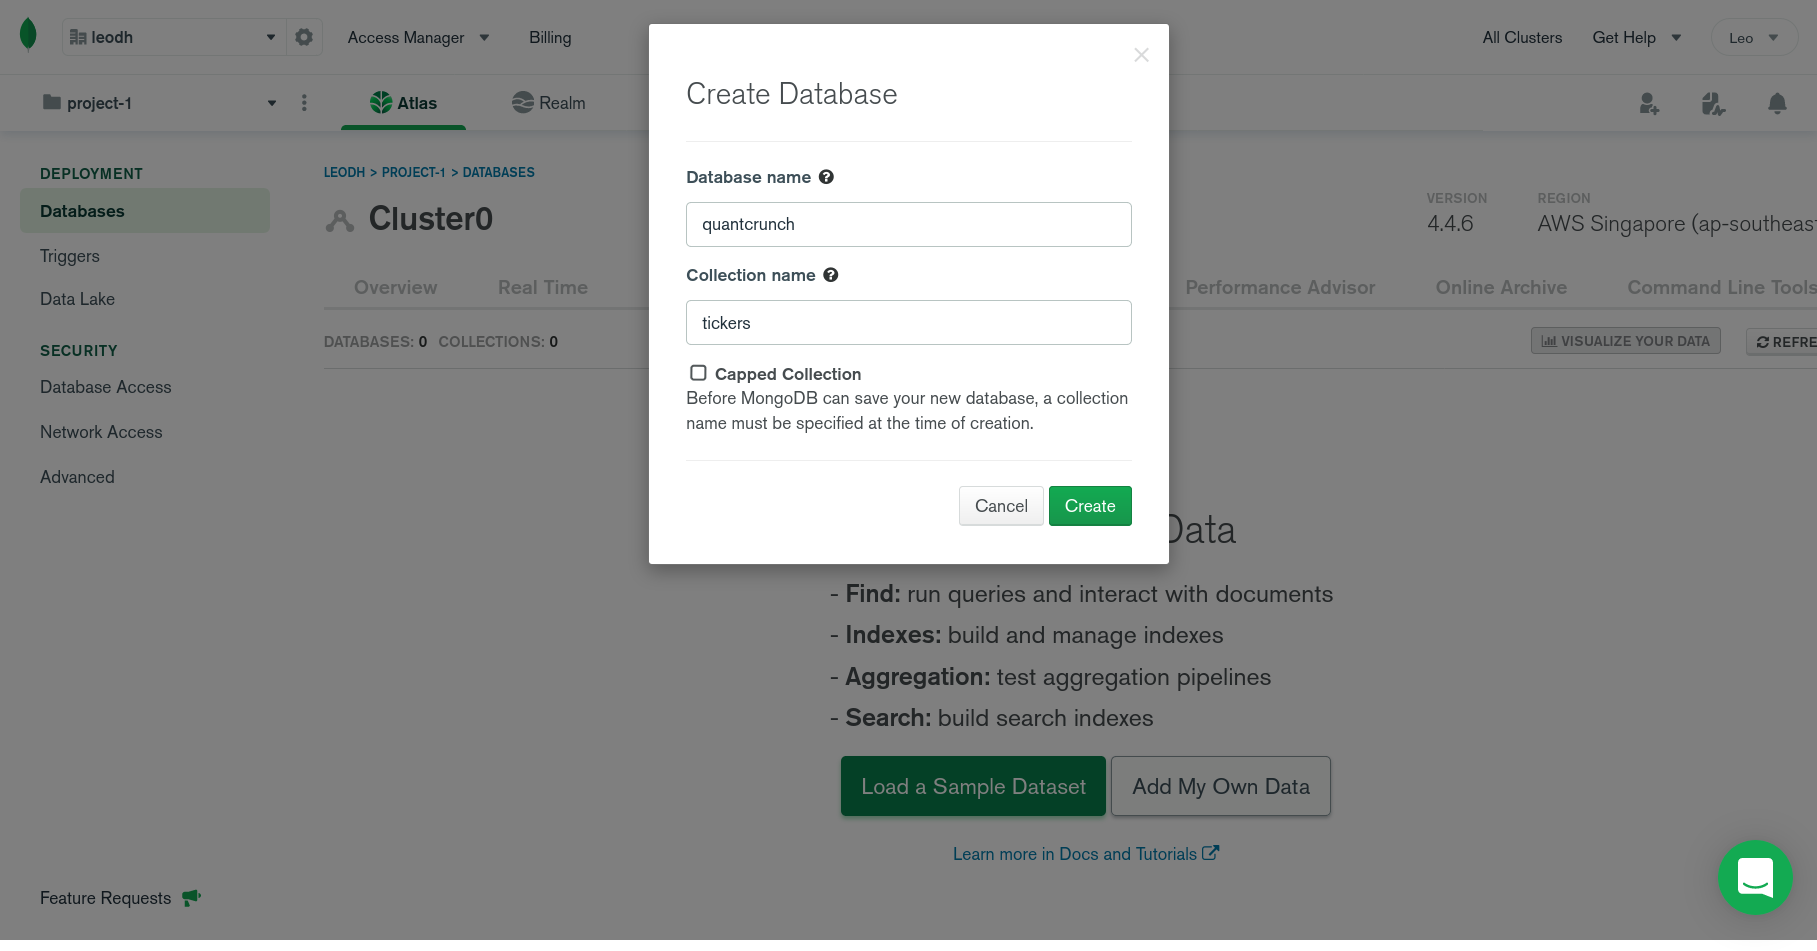 leodh
Access Manager
Billing
All Clusters
Get Help
Leo
project-1
Atlas
Realm
DEPLOYMENT
Databases
Triggers
Data Lake
SECURITY
Database Access
Network Access
Advanced
Feature Requests
LEODH > PROJECT-1 > DATABASES
Cluster0
VERSION
4.4.6
REGION
AWS Singapore (ap-southeast
Overview
Real Time
Performance Advisor
Online Archive
Command Line Tools
DATABASES: 0 COLLECTIONS: 0
VISUALIZE YOUR DATA
REFRE
Create Database
Database name
quantcrunch
Collection name
tickers
Capped Collection
Before MongoDB can save your new database, a collection
name must be specified at the time of creation.
Cancel
Create
Data
- Find: run queries and interact with documents
- Indexes: build and manage indexes
- Aggregation: test aggregation pipelines
- Search: build search indexes
Load a Sample Dataset
Add My Own Data
Learn more in Docs and Tutorials